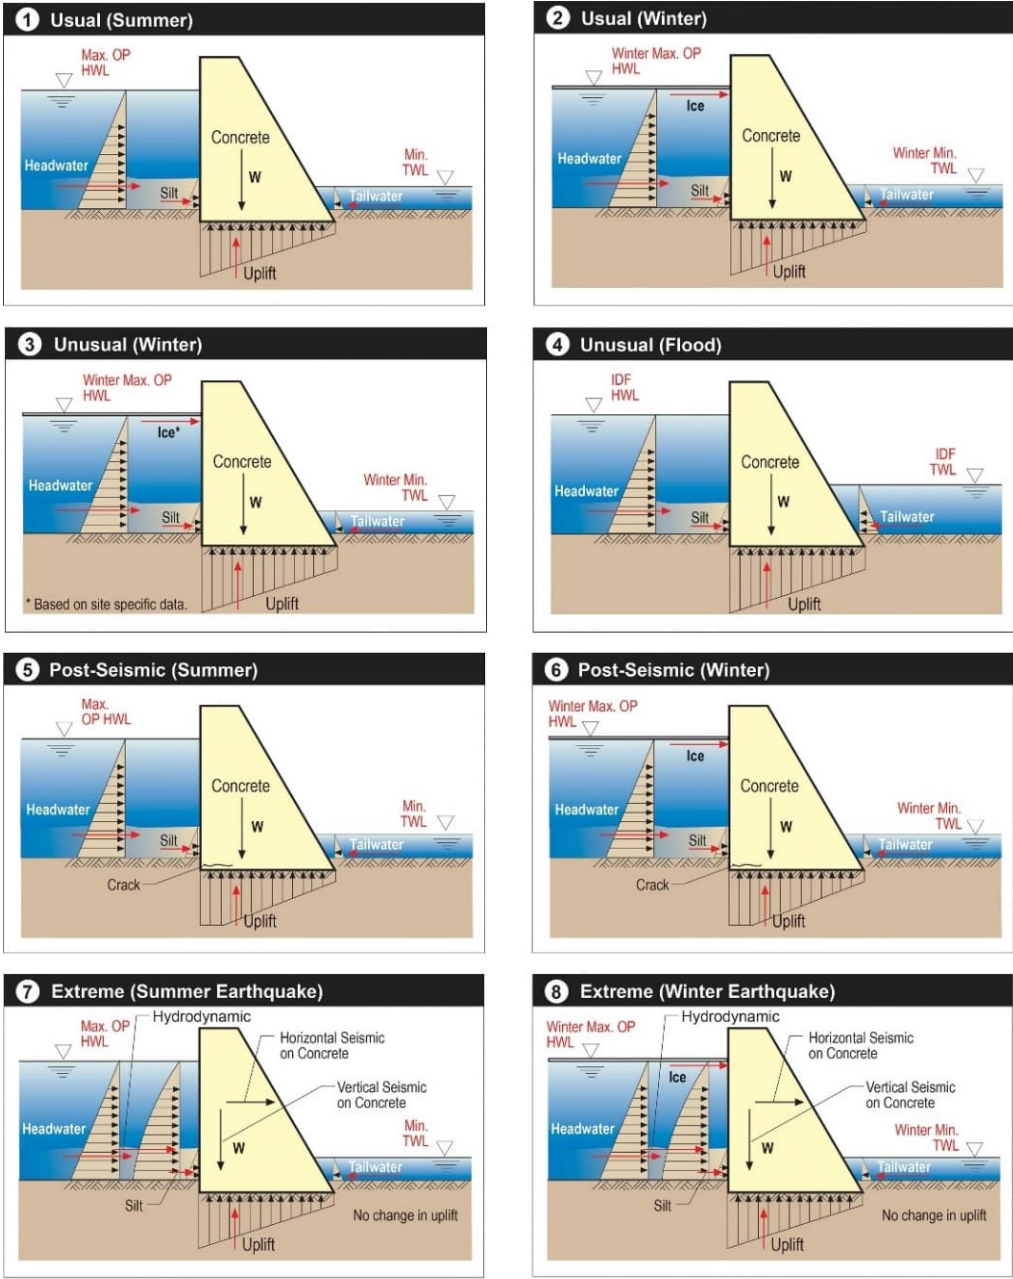 1 Usual (Summer)
Max. OP
HWL
Concrete
Min.
TWL
Headwater
W
Silt
Tailwater
Uplift
2 Usual (Winter)
Winter Max. OP
HWL
Ice
Concrete
Winter Min.
TWL
Headwater
W
Silt
Tailwater
Uplift
3 Unusual (Winter)
Winter Max. OP
HWL
Ice*
Concrete
Winter Min.
TWL
Headwater
W
Silt
Tailwater
* Based on site specific data.
Uplift
4 Unusual (Flood)
IDF
HWL
Concrete
IDF
TWL
Headwater
W
Silt
Tailwater
Uplift
5 Post-Seismic (Summer)
Max.
OP HWL
Concrete
Min.
TWL
Headwater
W
Silt
Tailwater
Crack
Uplift
6 Post-Seismic (Winter)
Winter Max. OP
HWL
Ice
Concrete
Winter Min.
TWL
Headwater
W
Silt
Tailwater
Crack
Uplift
7 Extreme (Summer Earthquake)
Hydrodynamic
Max. OP
HWL
Horizontal Seismic
on Concrete
Vertical Seismic
on Concrete
Min.
TWL
Headwater
W
Tailwater
Silt
No change in uplift
Uplift
8 Extreme (Winter Earthquake)
Hydrodynamic
Winter Max. OP
HWL
Ice
Horizontal Seismic
on Concrete
Vertical Seismic
on Concrete
Winter Min.
TWL
Headwater
W
Tailwater
Silt
No change in uplift
Uplift